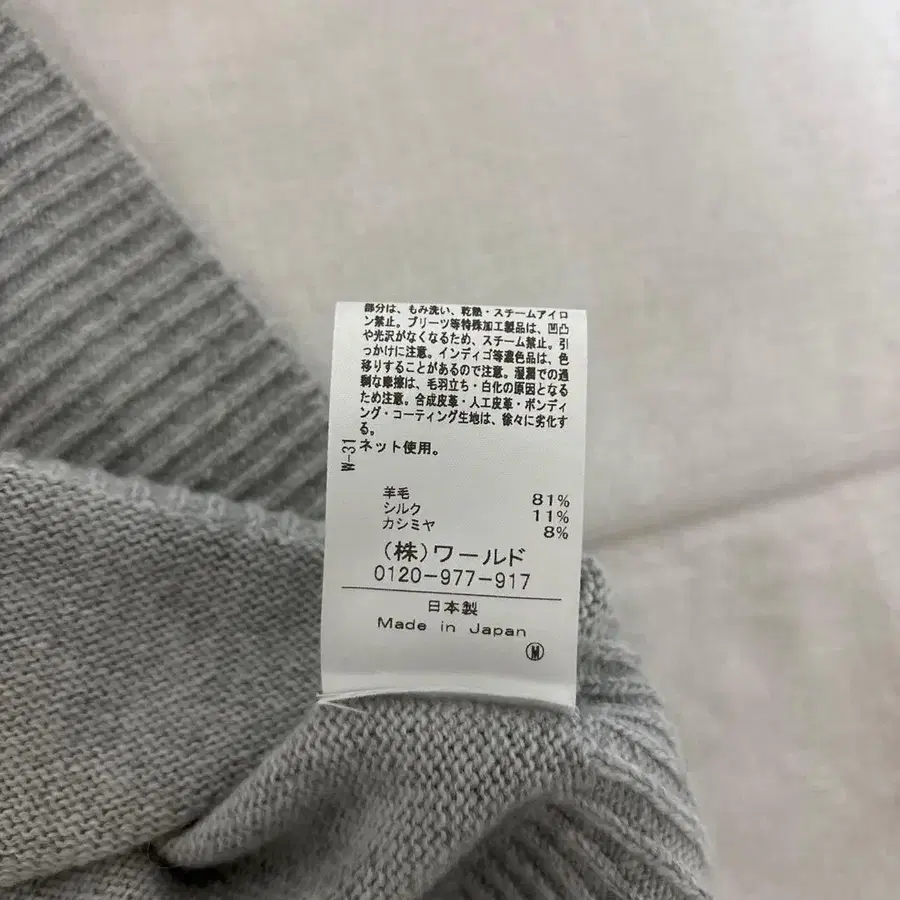 部分は、もみ洗い、乾熱・スチームアイロ
ン禁止。プリーツ等特殊加工製品は、凹凸
や光沢がなくなるため、スチーム禁止。引
っかけに注意。インディゴ等濃色品は、色
移りすることがあるので注意。湿潤での過
剰な摩擦は、毛羽立ち・白化の原因となる
ため注意。合成皮革・人工皮革・ボンディ
ング・コーティング生地は、徐々に劣化す
る。
W-31
ネット使用。
羊毛 81%
シルク 11%
カシミヤ 8%
(株)ワールド
0120-977-917
日本製
Made in Japan
Ⓜ